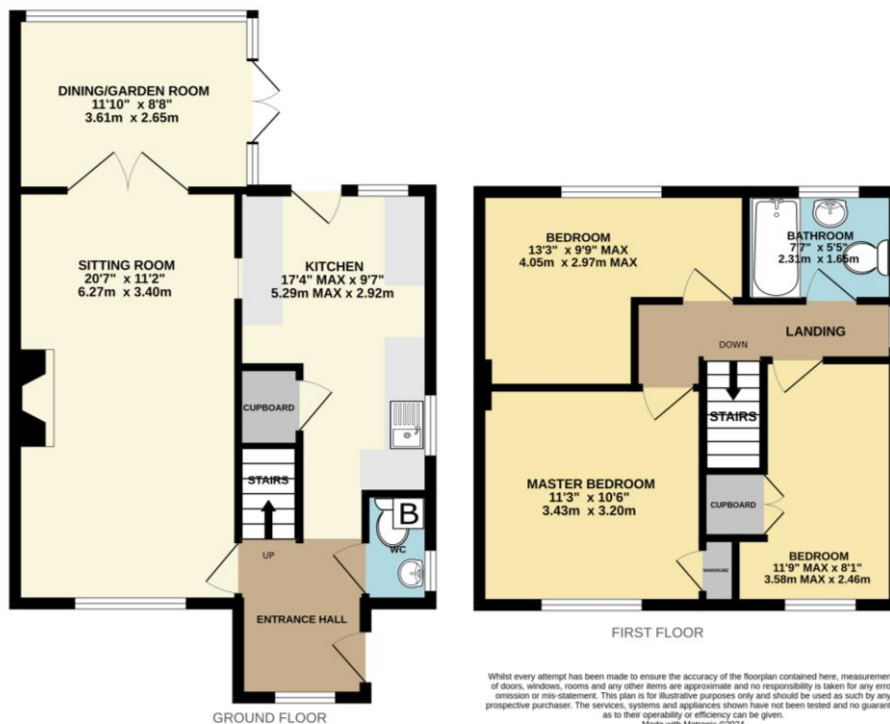 DINING/GARDEN ROOM
11'10" x 8'8"
3.61m x 2.65m
SITTING ROOM
20'7" x 11'2"
6.27m x 3.40m
KITCHEN
17'4" MAX x 9'7"
5.29m MAX x 2.92m
CUPBOARD
STAIRS
UP
B
WC
ENTRANCE HALL
GROUND FLOOR
BEDROOM
13'3" x 9'9" MAX
4.05m x 2.97m MAX
BATHROOM
7'7" x 5'5"
2.31m x 1.65m
LANDING
DOWN
STAIRS
MASTER BEDROOM
11'3" x 10'6"
3.43m x 3.20m
CUPBOARD
WARDROBE
BEDROOM
11'9" MAX x 8'1"
3.58m MAX x 2.46m
FIRST FLOOR
Whilst every attempt has been made to ensure the accuracy of the floorplan contained here, measuremen
of doors, windows, rooms and any other items are approximate and no responsibility is taken for any erro
omission or mis-statement. This plan is for illustrative purposes only and should be used as such by any
prospective purchaser. The services, systems and appliances shown have not been tested and no guaran
as to their operability or efficiency can be given.
Made with Metropix ©2024